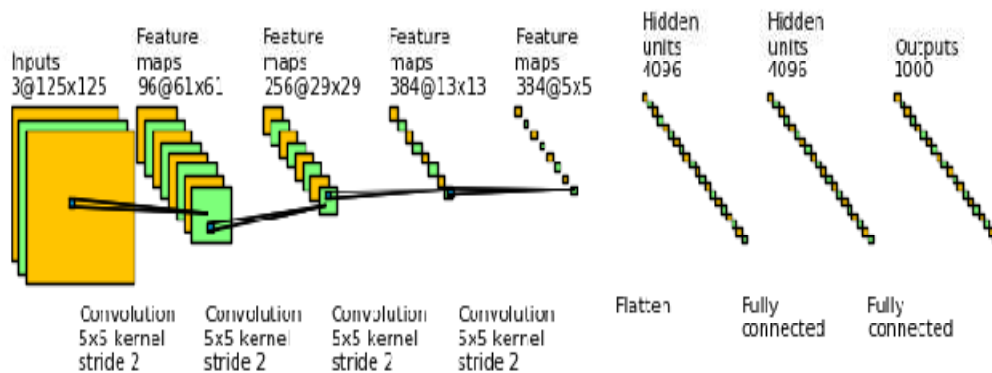 Inputs
3@125x125
Feature
maps
96@61x61
Feature
maps
256@29x29
Feature
maps
384@13x13
Feature
maps
384@5x5
Hidden
units
4096
Hidden
units
4096
Outputs
1000
Convolution
5x5 kernel
stride 2
Convolution
5x5 kernel
stride 2
Convolution
5x5 kernel
stride 2
Convolution
5x5 kernel
stride 2
Flatten
Fully
connected
Fully
connected